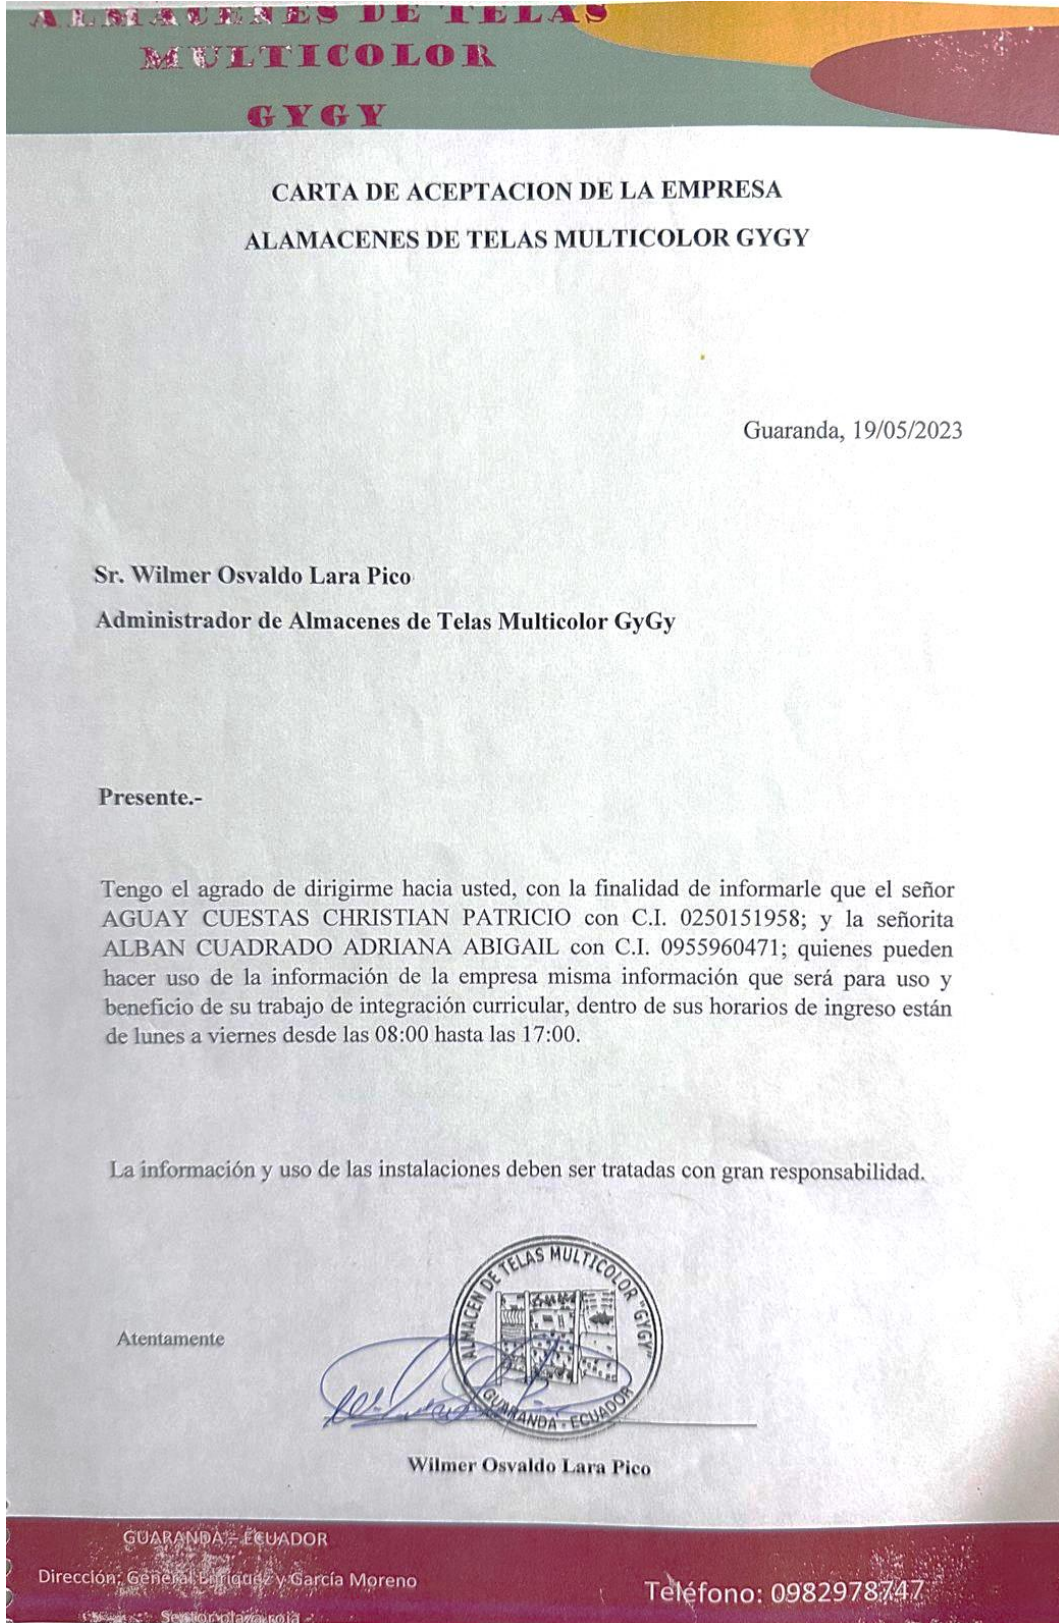 ALMACENES DE TELAS
MULTICOLOR
GYGY
CARTA DE ACEPTACION DE LA EMPRESA
ALAMACENES DE TELAS MULTICOLOR GYGY
Guaranda, 19/05/2023
Sr. Wilmer Osvaldo Lara Pico
Administrador de Almacenes de Telas Multicolor GyGy
Presente.-
Tengo el agrado de dirigirme hacia usted, con la finalidad de informarle que el señor
AGUAY CUESTAS CHRISTIAN PATRICIO con C.I. 0250151958; y la señorita
ALBAN CUADRADO ADRIANA ABIGAIL con C.I. 0955960471; quienes pueden
hacer uso de la información de la empresa misma información que será para uso y
beneficio de su trabajo de integración curricular, dentro de sus horarios de ingreso están
de lunes a viernes desde las 08:00 hasta las 17:00.
La información y uso de las instalaciones deben ser tratadas con gran responsabilidad.
ALMACEN DE TELAS MULTICOLOR "GYGY"
GUARANDA - ECUADOR
Atentamente
Wilmer Osvaldo Lara Pico
GUARANDA – ECUADOR
Dirección: General Enriquez y García Moreno
Teléfono: 0982978747
Sector plaza roja -